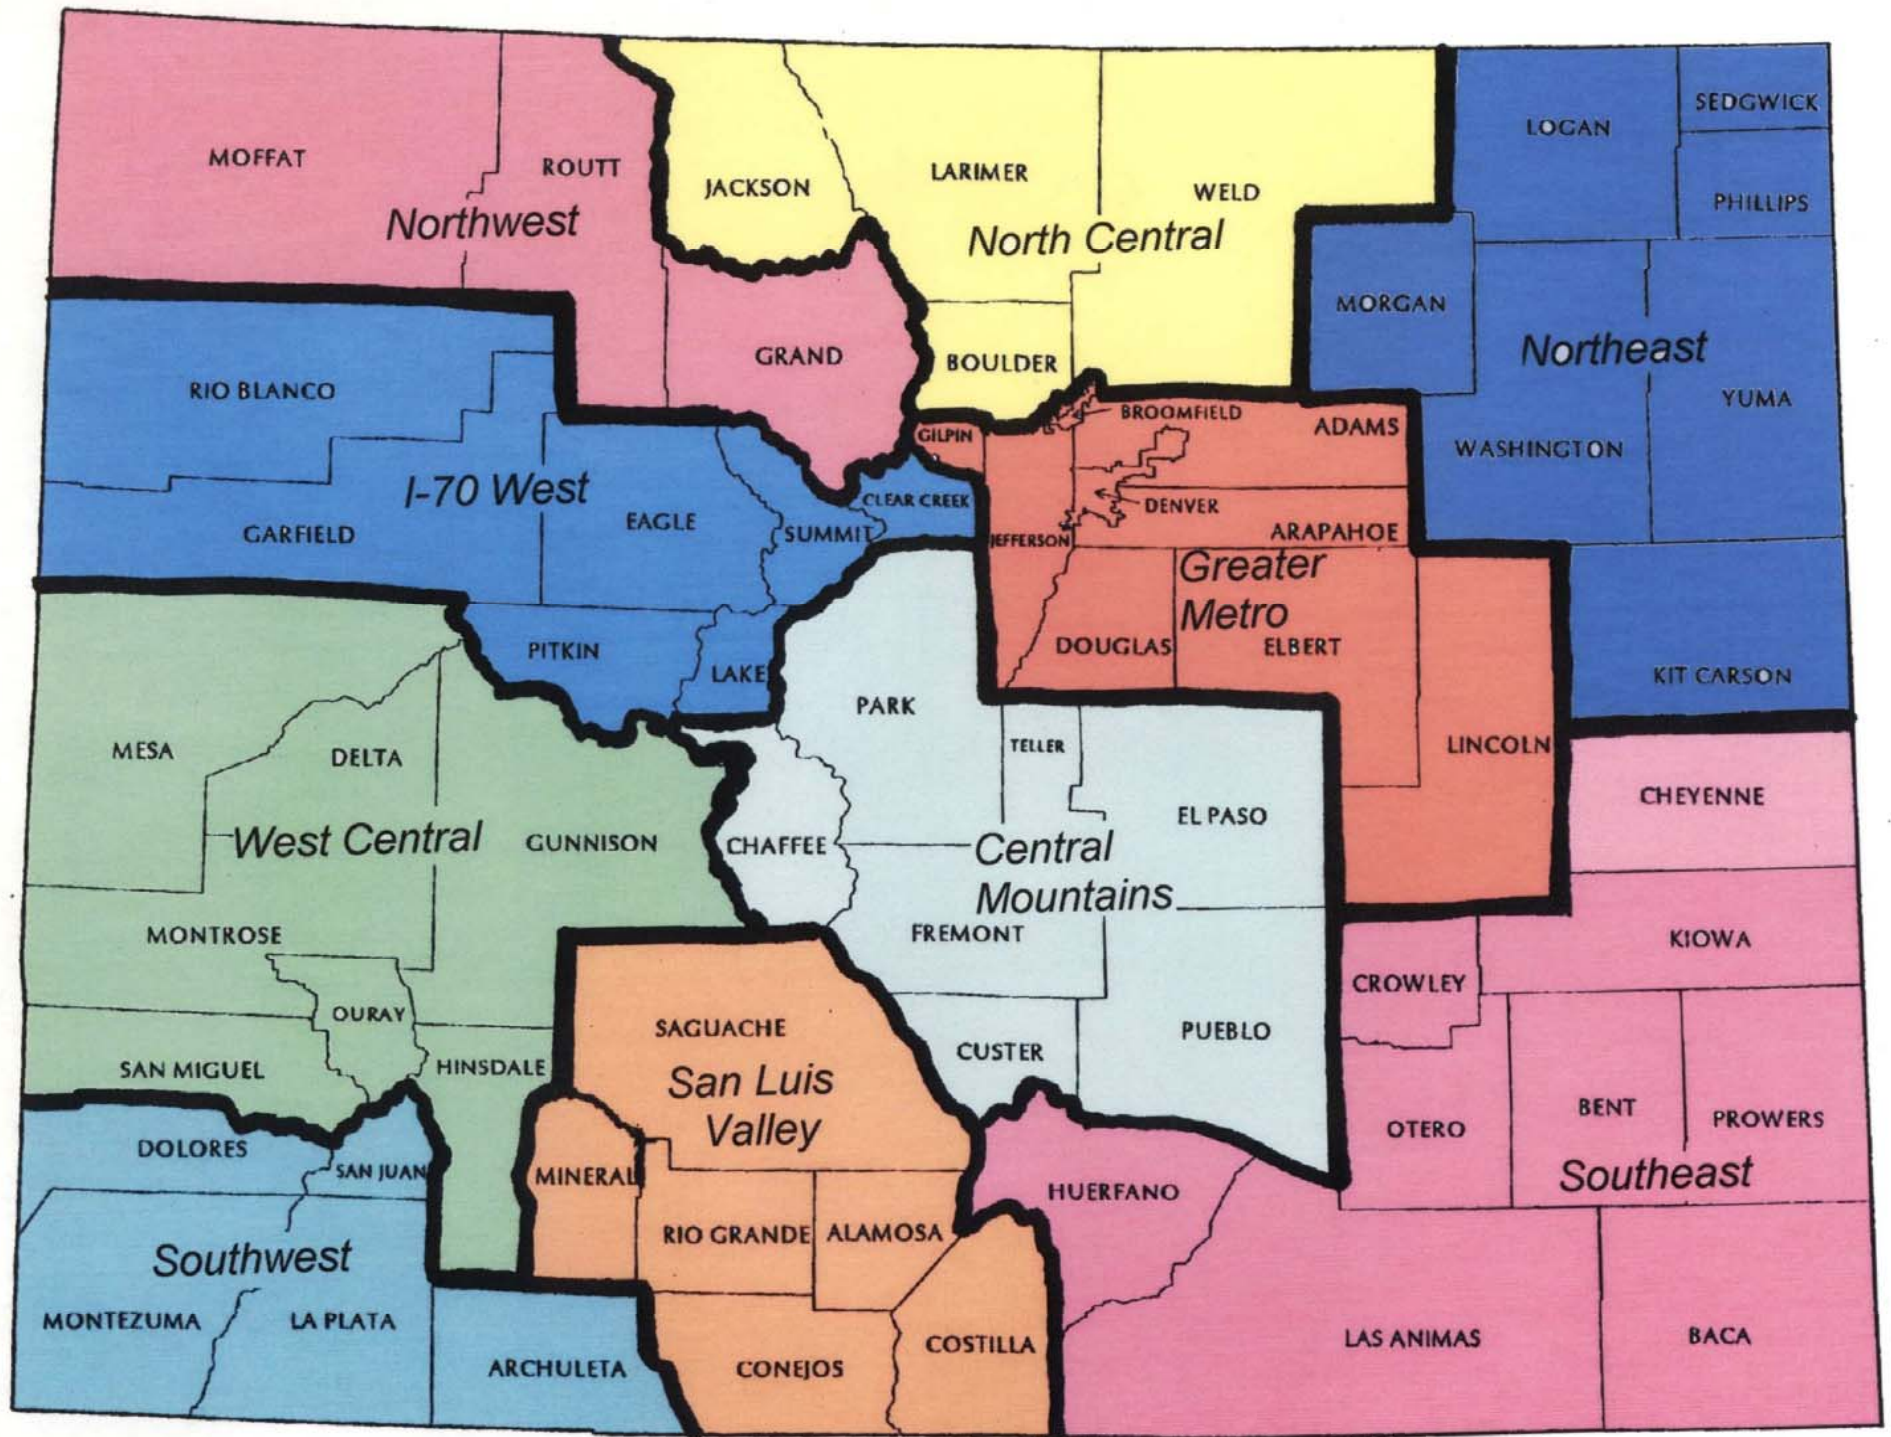 SEDGWICK
LOGAN
MOFFAT
ROUTT
JACKSON
LARIMER
WELD
PHILLIPS
Northwest
North Central
MORGAN
Northeast
GRAND
BOULDER
RIO BLANCO
YUMA
BROOMFIELD
ADAMS
GILPIN
WASHINGTON
I-70 West
CLEAR CREEK
DENVER
EAGLE
GARFIELD
SUMMIT
JEFFERSON
ARAPAHOE
Greater
Metro
PITKIN
DOUGLAS
ELBERT
LAKE
KIT CARSON
PARK
MESA
DELTA
TELLER
LINCOLN
CHEYENNE
EL PASO
West Central
GUNNISON
CHAFFEE
Central
Mountains
MONTROSE
FREMONT
KIOWA
CROWLEY
OURAY
SAGUACHE
PUEBLO
CUSTER
SAN MIGUEL
HINSDALE
San Luis
Valley
BENT
PROWERS
OTERO
DOLORES
SAN JUAN
MINERAL
Southeast
HUERFANO
RIO GRANDE
ALAMOSA
Southwest
MONTEZUMA
LA PLATA
COSTILLA
LAS ANIMAS
BACA
ARCHULETA
CONEJOS